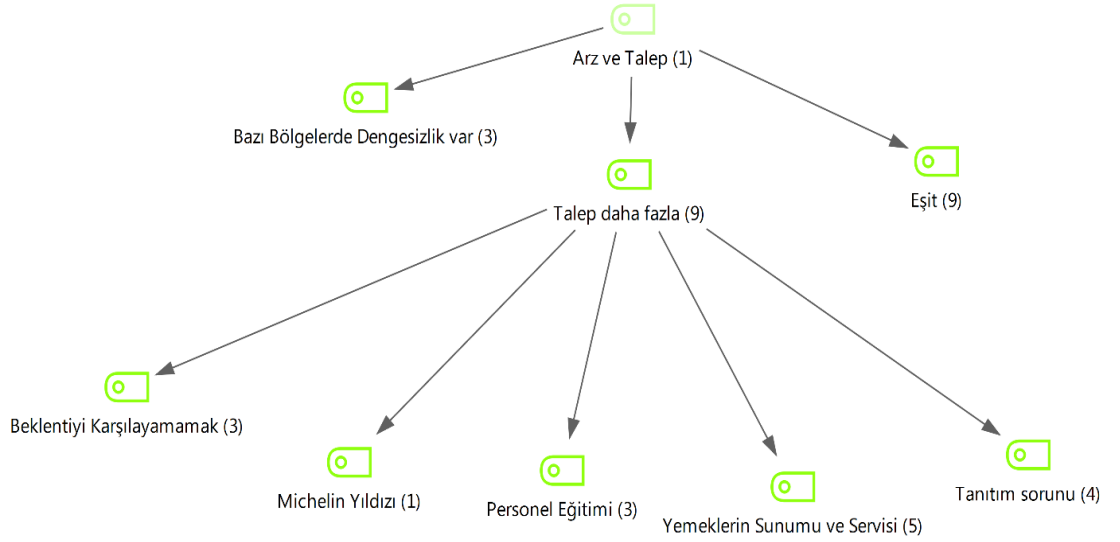 Arz ve Talep (1)
Bazı Bölgelerde Dengesizlik var (3)
Talep daha fazla (9)
Eşit (9)
Beklentiyi Karşılayamamak (3)
Michelin Yıldızı (1)
Personel Eğitimi (3)
Yemeklerin Sunumu ve Servisi (5)
Tanıtım sorunu (4)